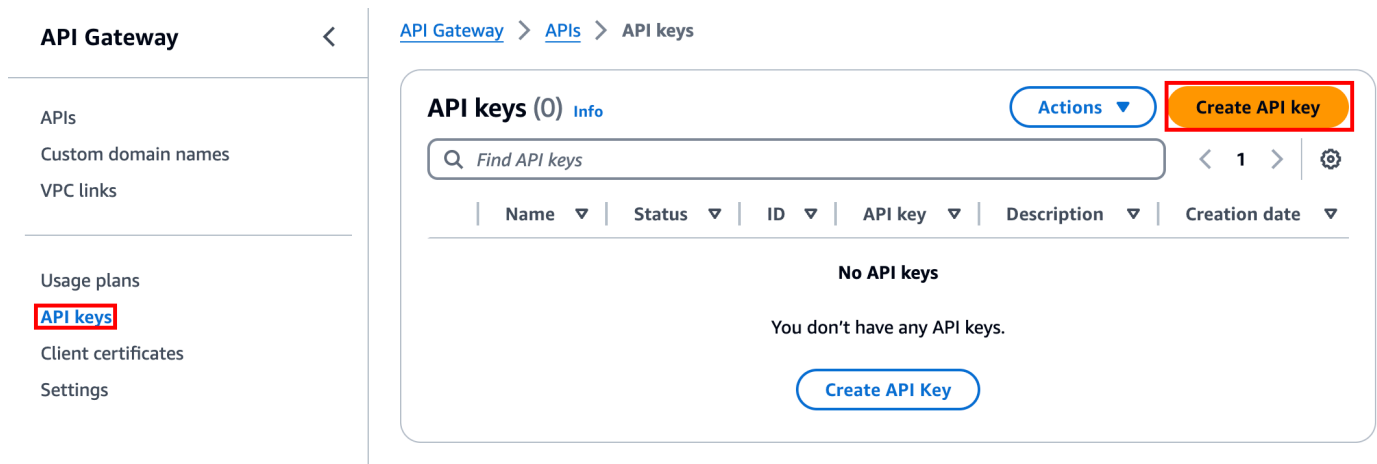 API Gateway
APIs
Custom domain names
VPC links
Usage plans
API keys
Client certificates
Settings
API Gateway > APIs > API keys
API keys (0) Info
Actions
Create API key
Find API keys
1
Name Status ID API key Description Creation date
No API keys
You don’t have any API keys.
Create API Key